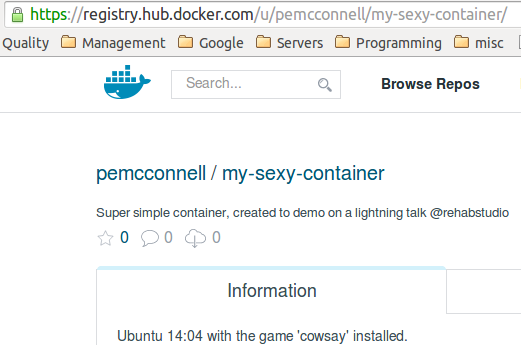 https://registry.hub.docker.com/u/pemcconnell/my-sexy-container/
Quality Management Google Servers Programming misc
Search... Browse Repos
pemcconnell / my-sexy-container
Super simple container, created to demo on a lightning talk @rehabstudio
0 0 0
Information
Ubuntu 14:04 with the game 'cowsay' installed.